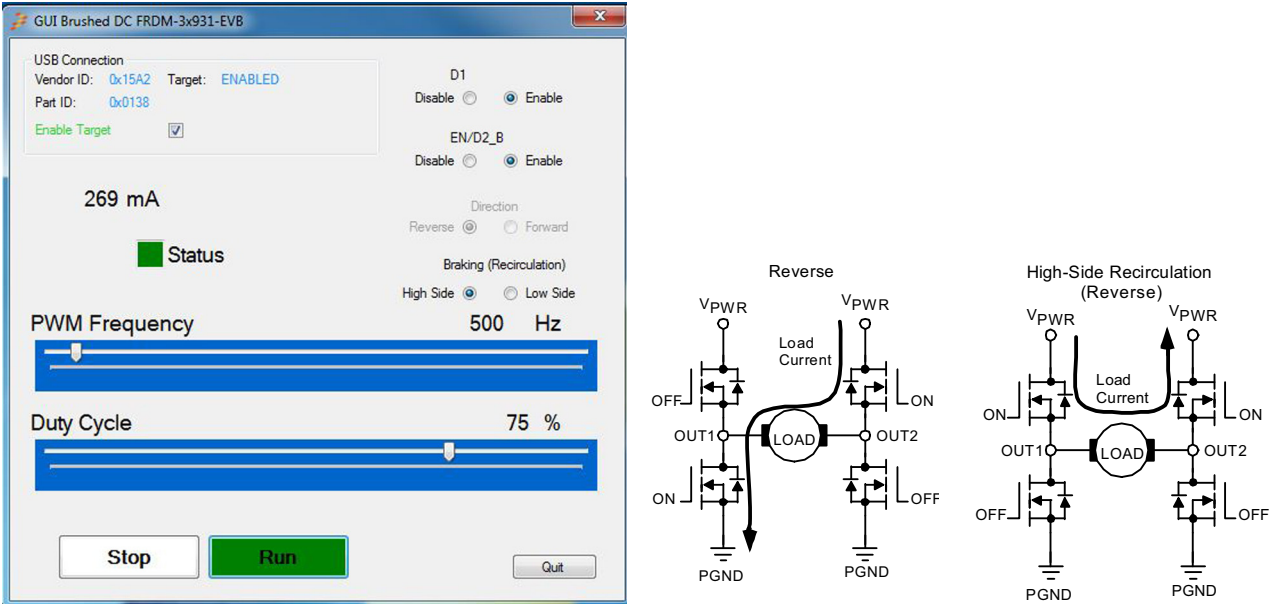 GUI Brushed DC FRDM-3x931-EVB
USB Connection
Vendor ID: 0x15A2 Target: ENABLED
Part ID: 0x0138
Enable Target
D1
Disable Enable
EN/D2_B
Disable Enable
269 mA
Direction
Reverse Forward
Status
Braking (Recirculation)
High Side Low Side
PWM Frequency 500 Hz
Duty Cycle 75 %
Stop Run Quit
Reverse
VPWR VPWR
Load
Current
OFF ON
OUT1 LOAD OUT2
ON OFF
PGND PGND
High-Side Recirculation
(Reverse)
VPWR VPWR
Load
Current
ON ON
OUT1 LOAD OUT2
OFF OFF
PGND PGND